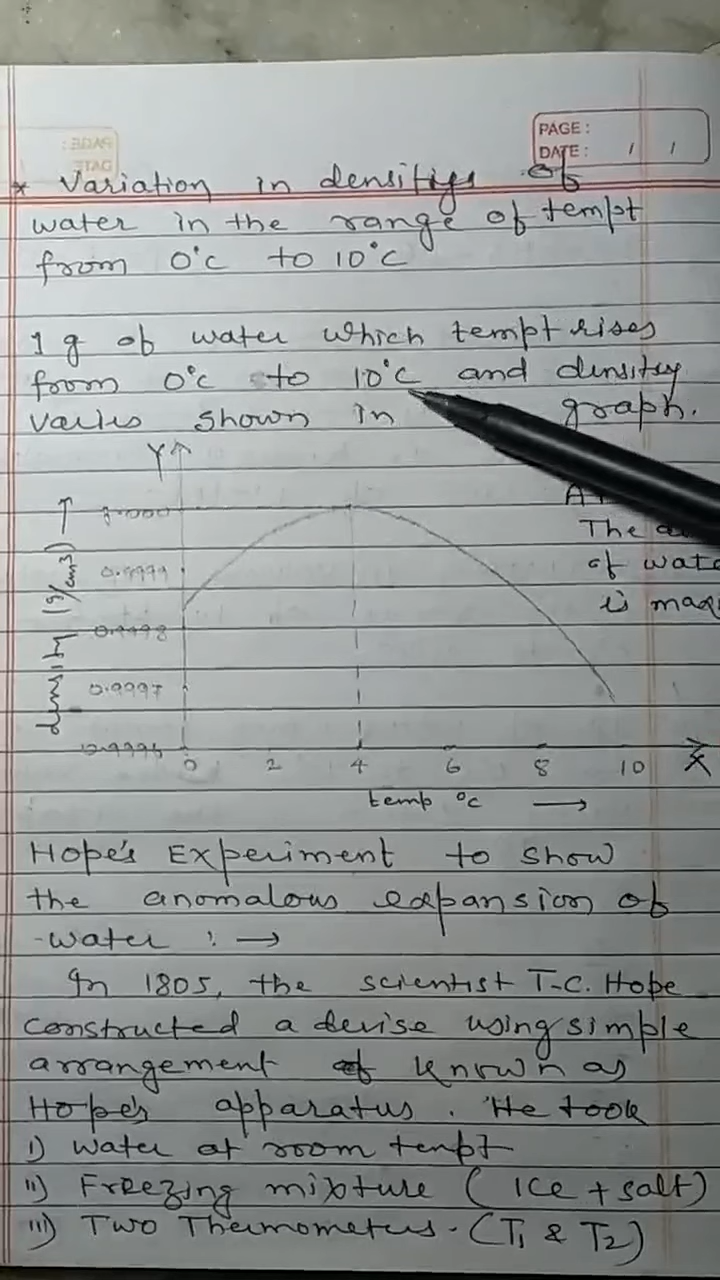 PAGE :
DATE : / /
* Variation in densitiys of
water in the range of tempt
from 0°C to 10°C
1 g of water which tempt rises
from 0°C to 10°C and density
varies shown in graph.
Y
1.0000
0.9999
0.9998
0.9997
density (g/cm3)
0 2 4 6 8 10 X
temp °C
The
of wate
is max
Hope's Experiment to show
the anomalous expansion of
water : →
In 1805, the scientist T.C. Hope
constructed a devise using simple
arrangement of known as
Hope's apparatus. He took
i) Water at room tempt
ii) Freezing mixture ( Ice + salt)
iii) Two Thermometers - (T1 & T2)